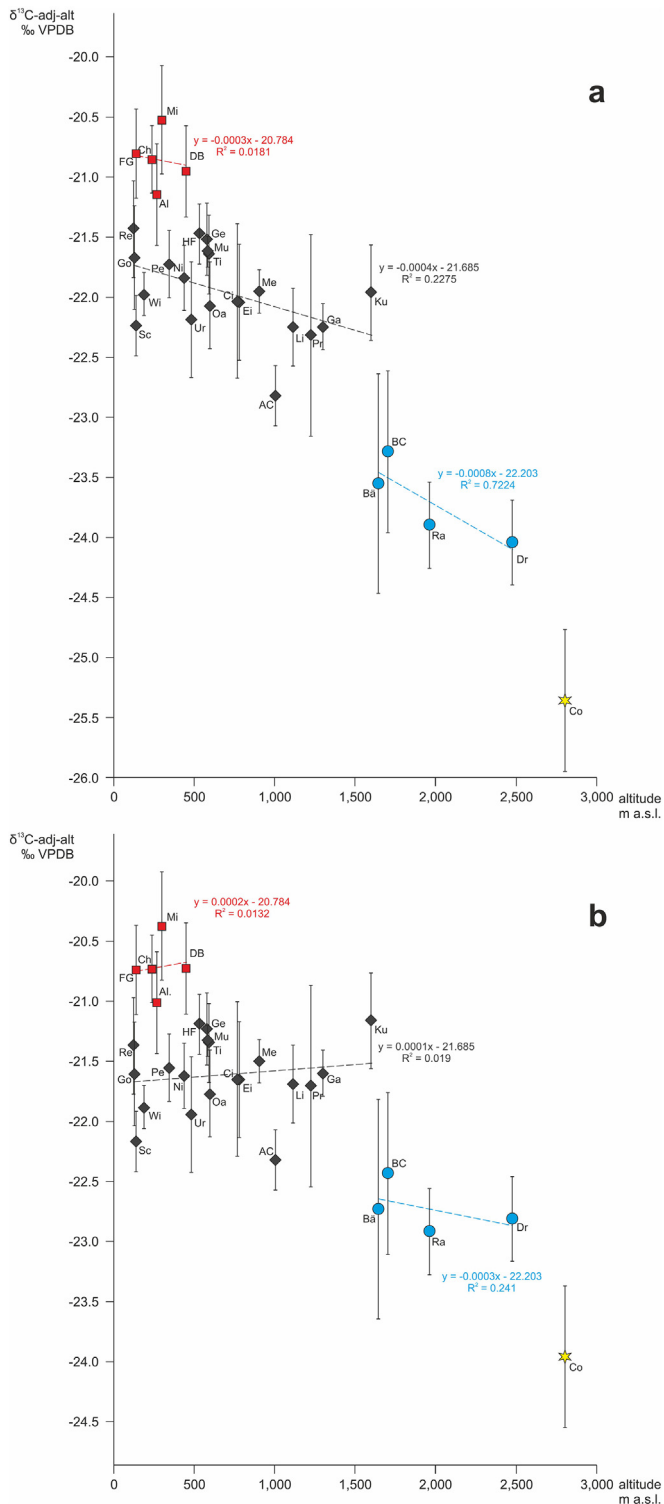 δ¹³C-adj-alt
‰ VPDB
a
-20.0
-20.5
-21.0
-21.5
-22.0
-22.5
-23.0
-23.5
-24.0
-24.5
-25.0
-25.5
-26.0
Mi
y = -0.0003x - 20.784
R² = 0.0181
FG
Ch
DB
Al
Re
HF
Ge
Mu
Ti
Go
Pe
Ni
y = -0.0004x - 21.685
R² = 0.2275
Wi
Ci
Ei
Me
Ku
Sc
Ur
Oa
Li
Pr
Ga
AC
BC
y = -0.0008x - 22.203
R² = 0.7224
Bä
Ra
Dr
Co
0
500
1,000
1,500
2,000
2,500
3,000
altitude
m a.s.l.
δ¹³C-adj-alt
‰ VPDB
b
-20.0
-20.5
-21.0
-21.5
-22.0
-22.5
-23.0
-23.5
-24.0
-24.5
Mi
y = 0.0002x - 20.784
R² = 0.0132
FG
Ch
DB
Al.
Re
HF
Ge
Mu
Ti
Ku
y = 0.0001x - 21.685
R² = 0.019
Go
Pe
Ni
Me
Wi
Ci
Ei
Sc
Ur
Oa
Li
Pr
Ga
AC
BC
Bä
Ra
Dr
y = -0.0003x - 22.203
R² = 0.241
Co
0
500
1,000
1,500
2,000
2,500
3,000
altitude
m a.s.l.